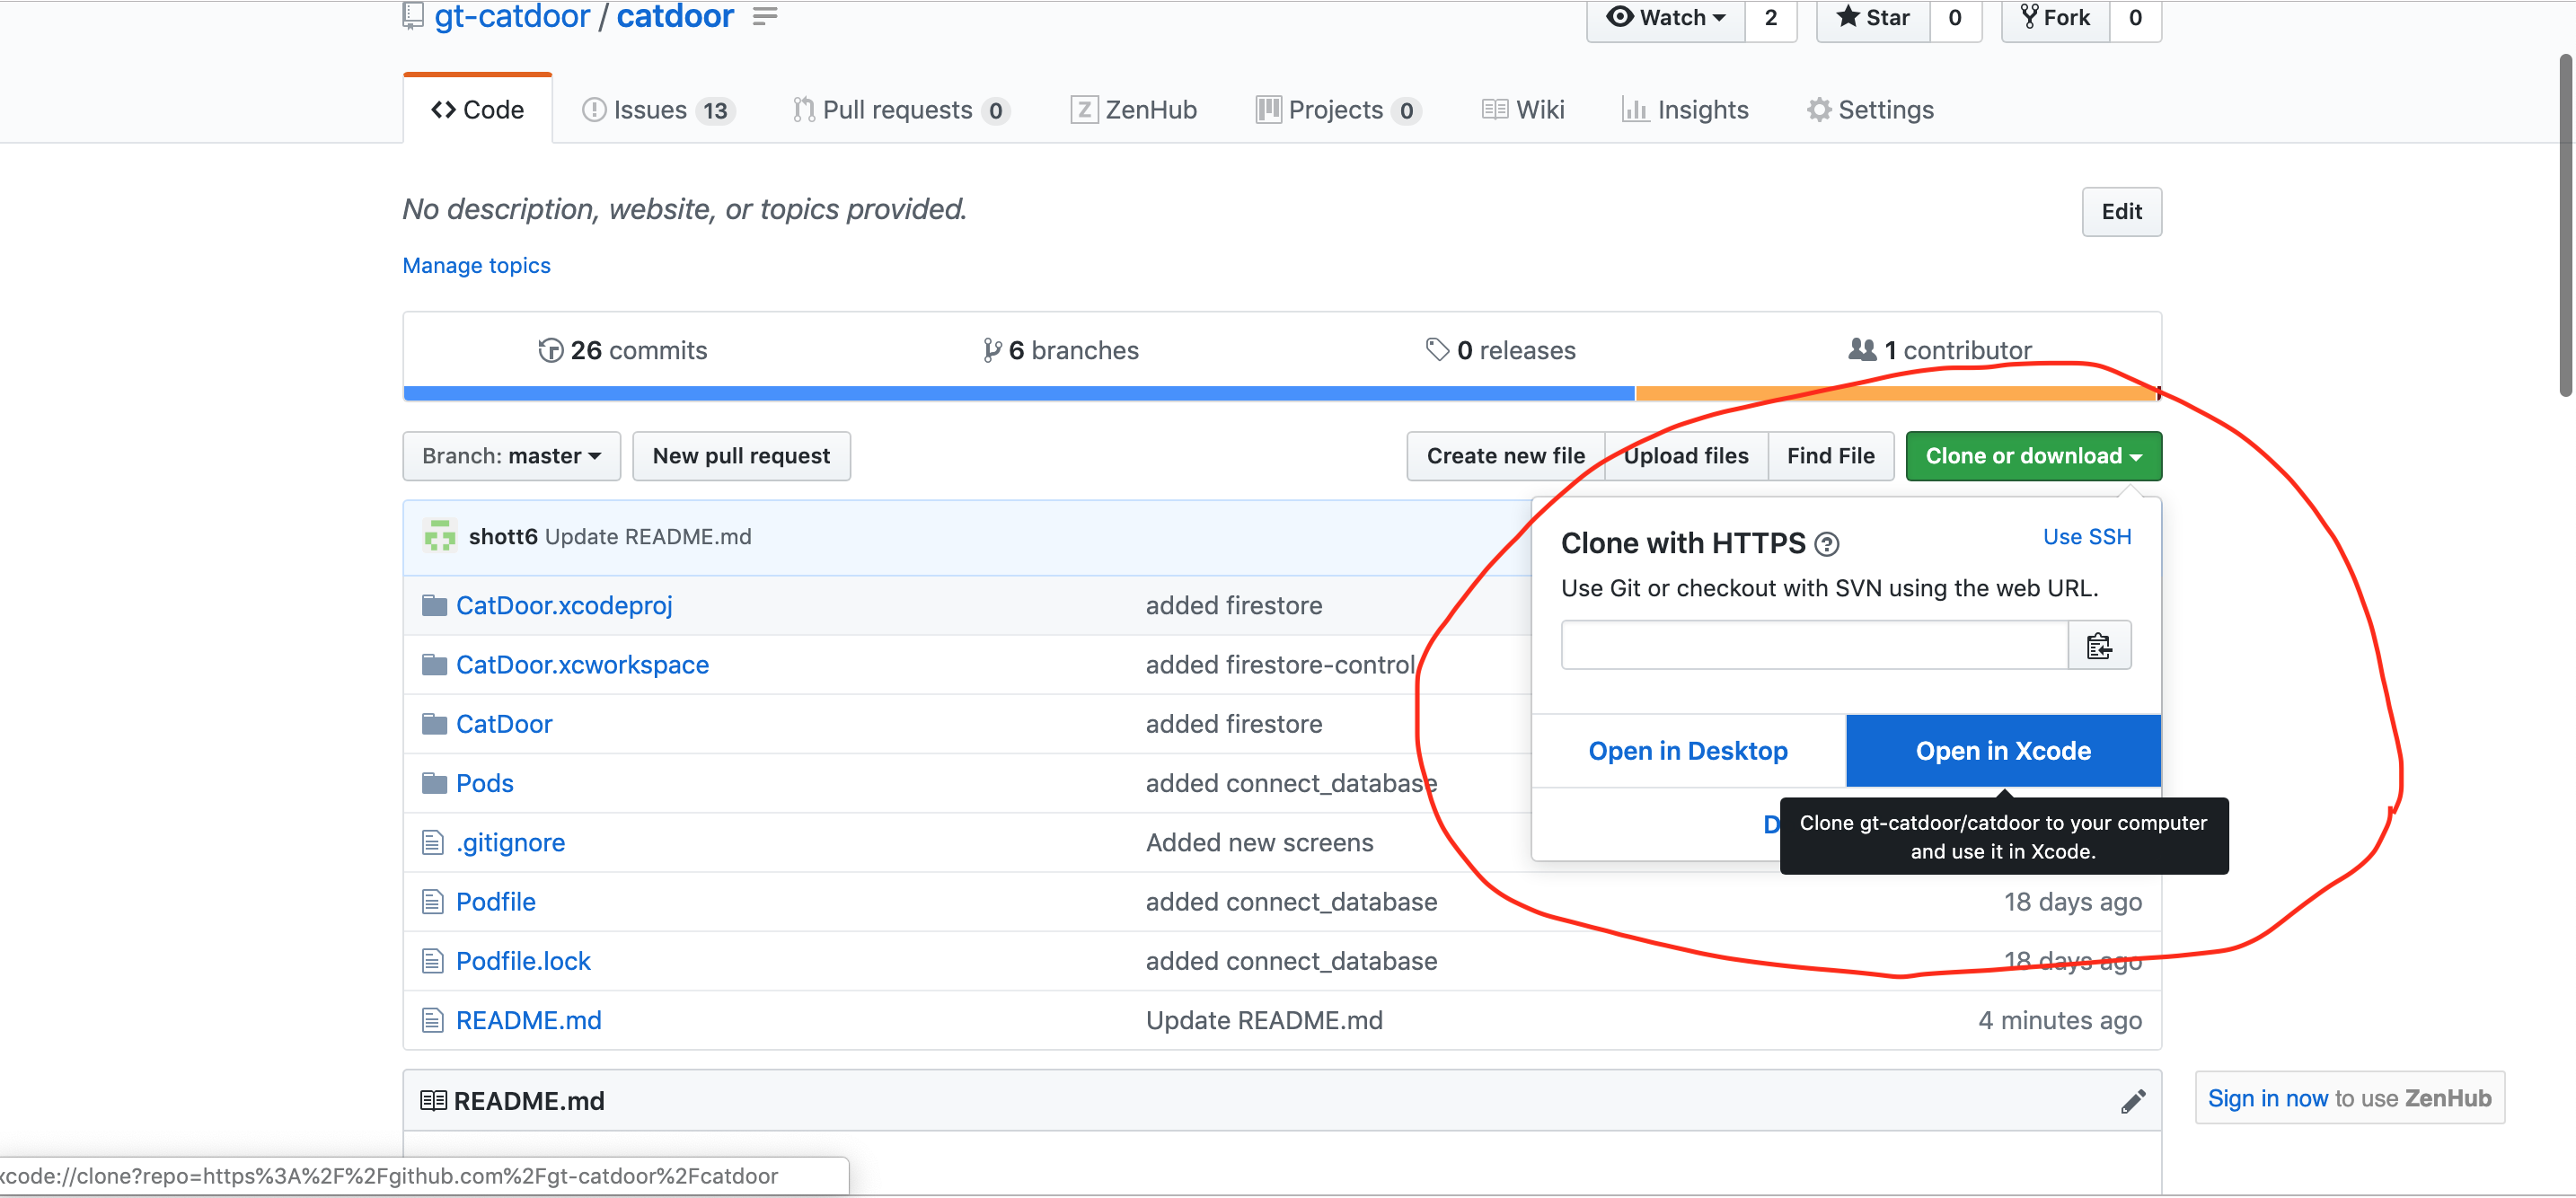 gt-catdoor / catdoor
Watch 2 Star 0 Fork 0
Code Issues 13 Pull requests 0 Z ZenHub Projects 0 Wiki Insights Settings
No description, website, or topics provided.
Edit
Manage topics
26 commits 6 branches 0 releases 1 contributor
Branch: master New pull request Create new file Upload files Find File Clone or download
shott6 Update README.md
Clone with HTTPS ? Use SSH
Use Git or checkout with SVN using the web URL.
Open in Desktop Open in Xcode
D
Clone gt-catdoor/catdoor to your computer
and use it in Xcode.
CatDoor.xcodeproj added firestore
CatDoor.xcworkspace added firestore-control
CatDoor added firestore
Pods added connect_database
.gitignore Added new screens
Podfile added connect_database 18 days ago
Podfile.lock added connect_database 18 days ago
README.md Update README.md 4 minutes ago
README.md
Sign in now to use ZenHub
xcode://clone?repo=https%3A%2F%2Fgithub.com%2Fgt-catdoor%2Fcatdoor